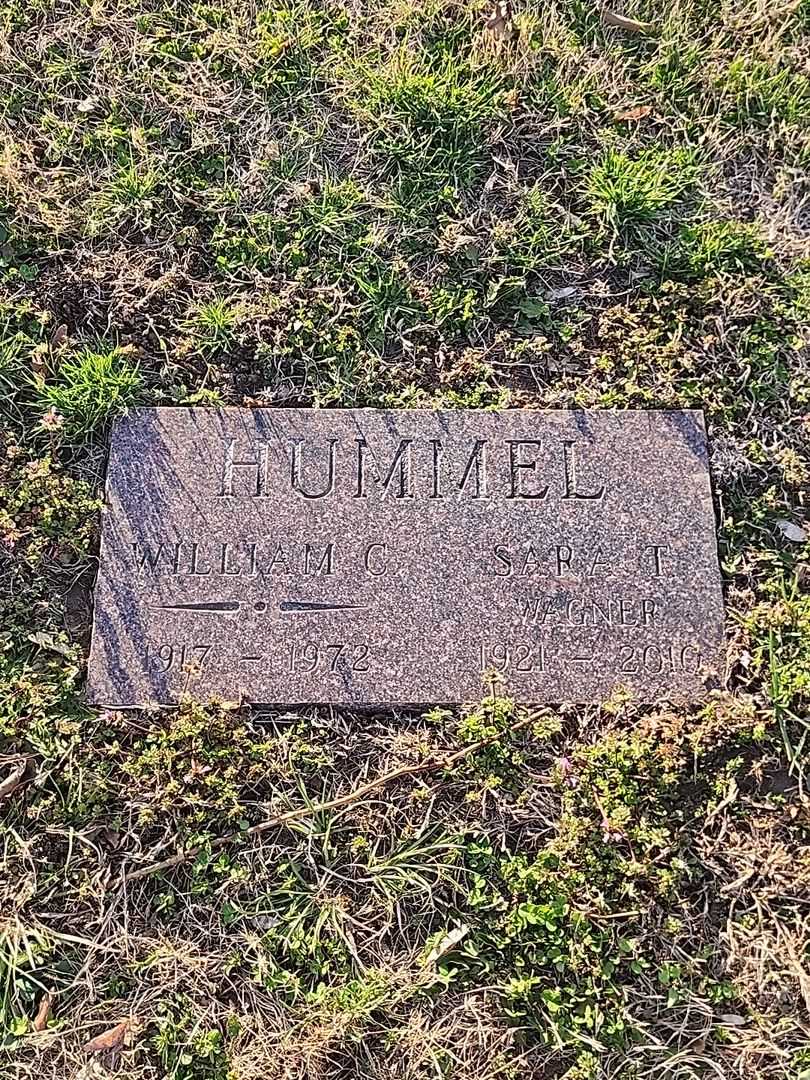 HUMMEL
WILLIAM C. SARA T.
WAGNER
1917 - 1972 1921 - 2010